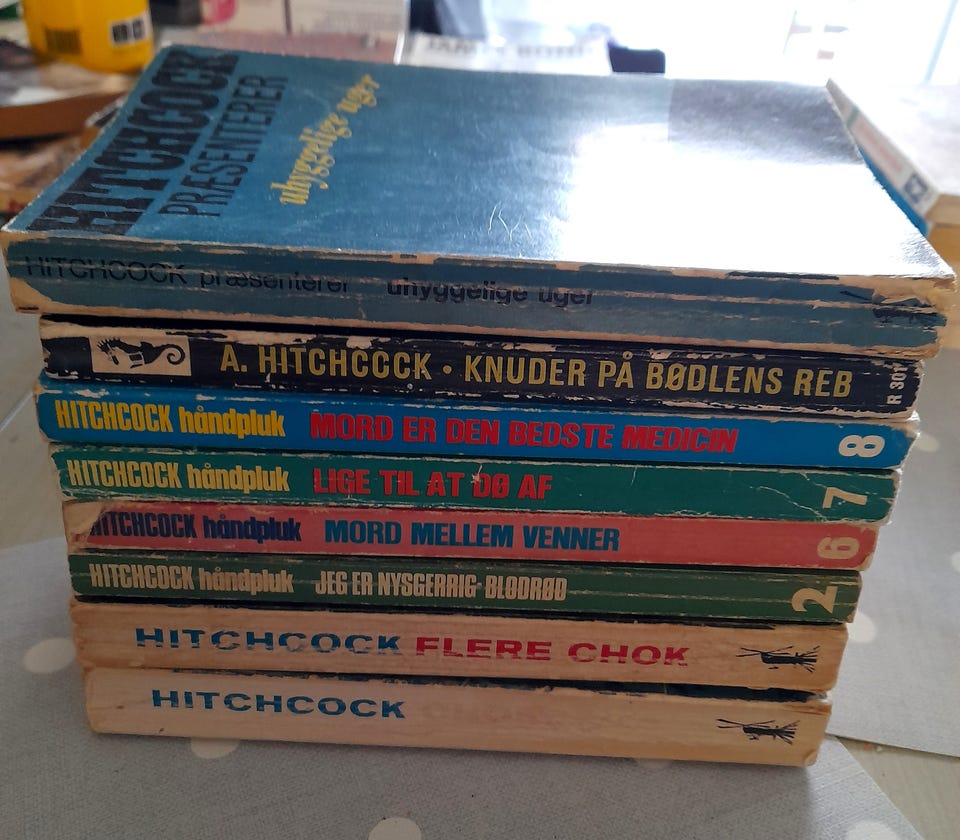 HITCHCOCK
PRÆSENTERER
uhyggelige uger
HITCHCOCK præsenterer uhyggelige uger
A. HITCHCOCK • KNUDER PÅ BØDLENS REB R 301
HITCHCOCK håndpluk MORD ER DEN BEDSTE MEDICIN 8
HITCHCOCK håndpluk LIGE TIL AT DØ AF 7
HITCHCOCK håndpluk MORD MELLEM VENNER 6
HITCHCOCK håndpluk JEG ER NYSGERRIG-BLODRØD 2
HITCHCOCK FLERE CHOK
HITCHCOCK